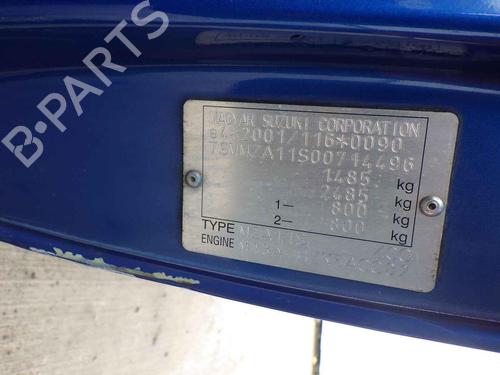 B-PARTS
MAGYAR SUZUKI CORPORATION
e4*2001/116*0090
TSMMZA11S00714496
1485 kg
2485 kg
1- 800 kg
2- 800 kg
TYPE
ENGINE